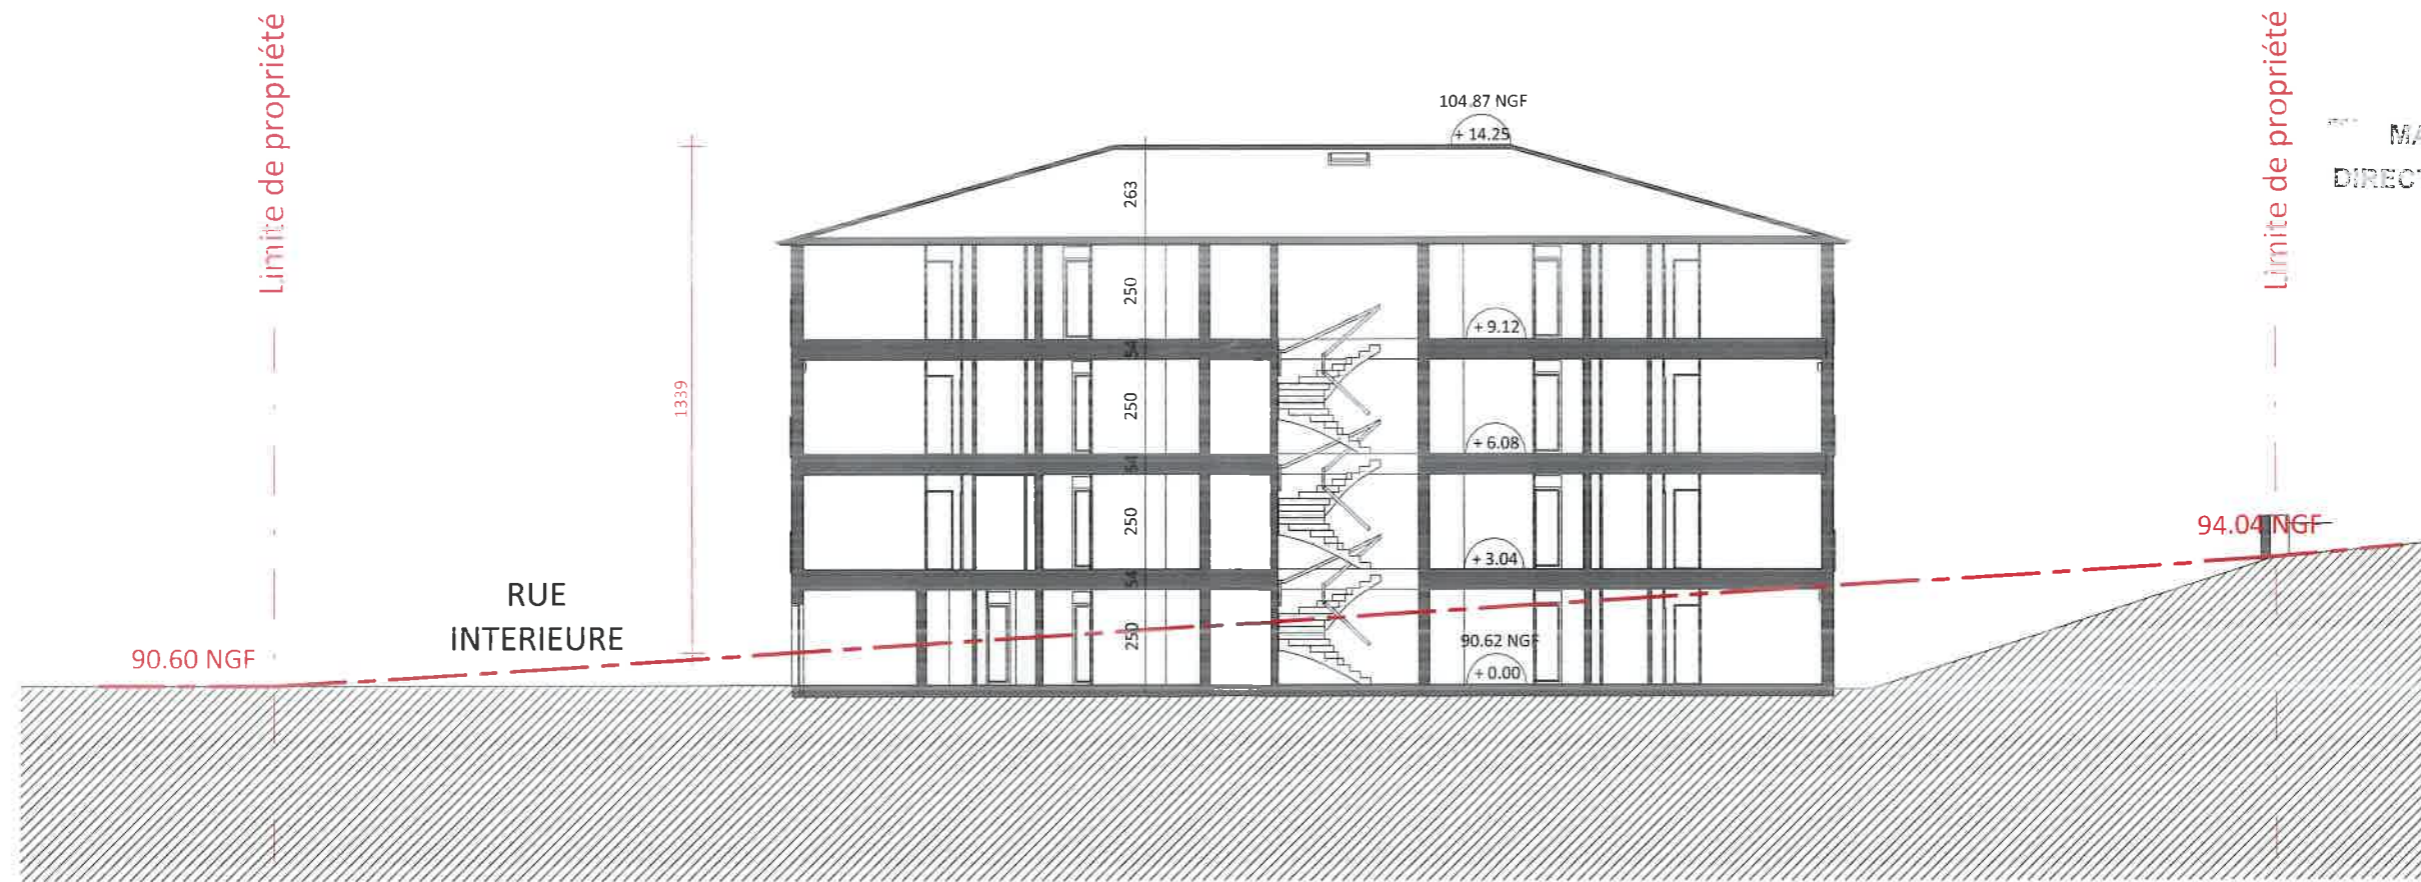 Limite de propriété
Limite de propriété
104.87 NGF
+ 14.25
263
250
+ 9.12
54
1339
250
+ 6.08
54
250
94.04 NGF
+ 3.04
54
RUE
INTERIEURE
250
90.62 NGF
90.60 NGF
+ 0.00